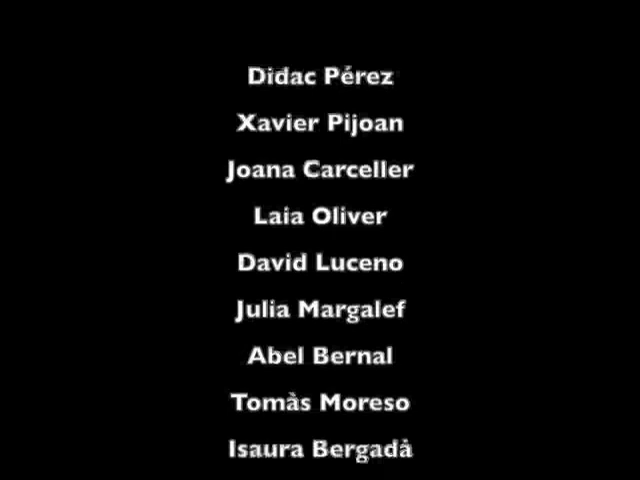 Didac Pérez
Xavier Pijoan
Joana Carceller
Laia Oliver
David Luceno
Julia Margalef
Abel Bernal
Tomàs Moreso
Isaura Bergadà